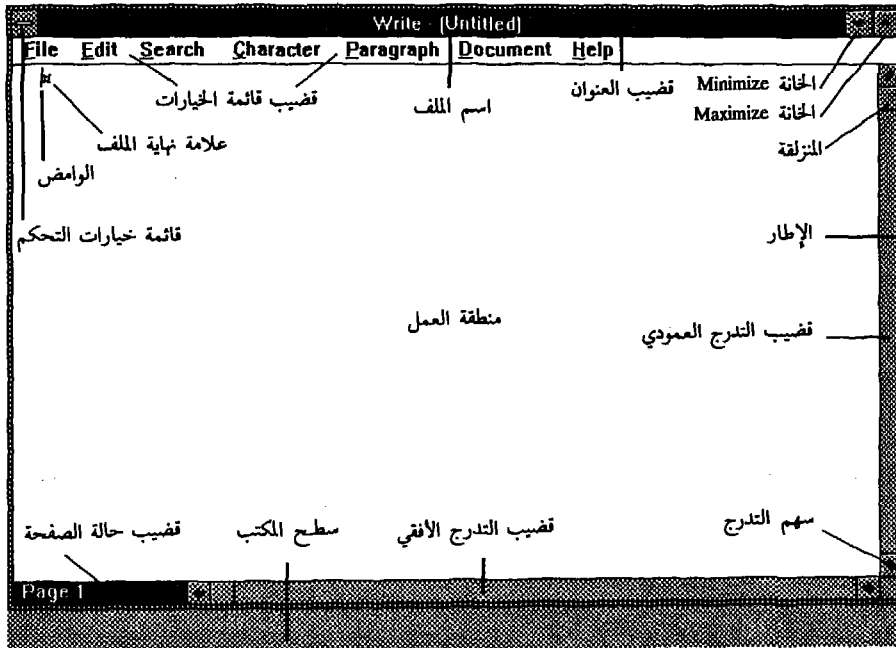 Write - (Untitled)
File Edit Search Character Paragraph Document Help
الخانة Minimize
قضيب العنوان
اسم الملف
قضيب قائمة الخيارات
الخانة Maximize
علامة نهاية الملف
المنزلقة
الوامض
قائمة خيارات التحكم
الإطار
منطقة العمل
قضيب التدرج العمودي
سهم التدرج
قضيب التدرج الأفقي
سطح المكتب
قضيب حالة الصفحة
Page 1